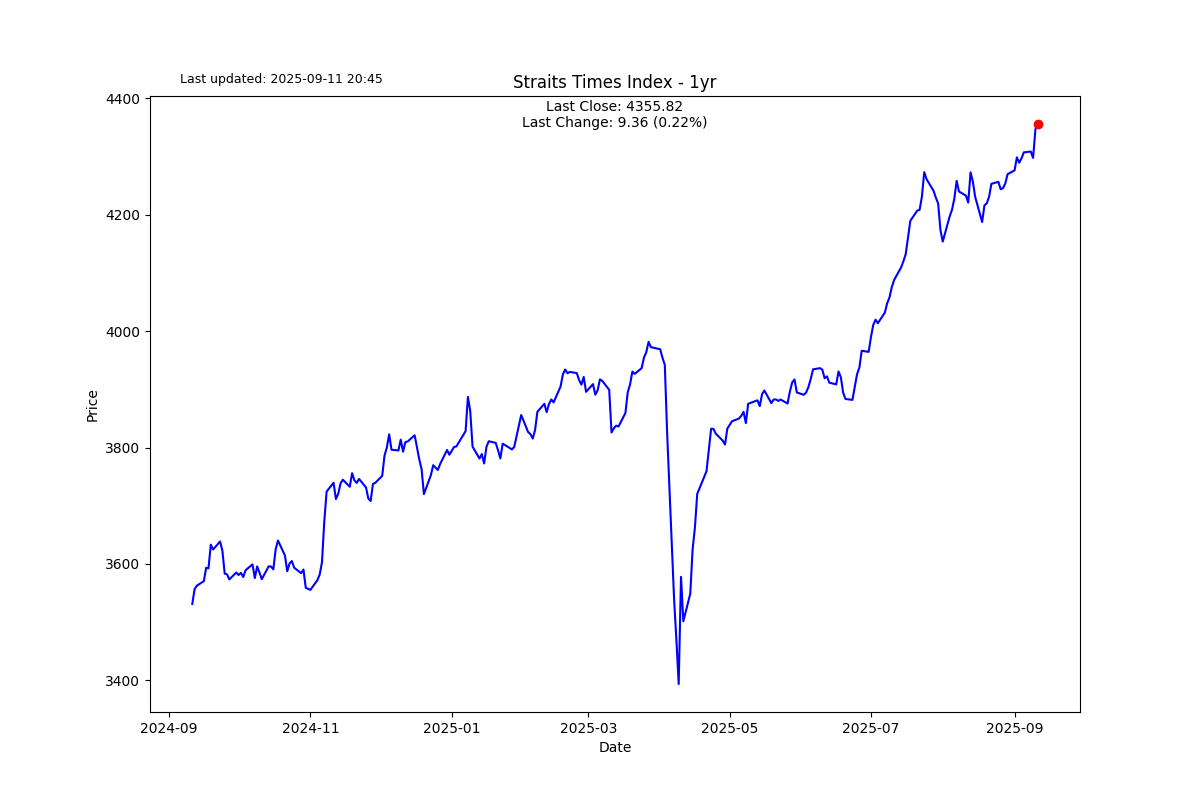 Last updated: 2025-09-11 20:45
Straits Times Index - 1yr
Last Close: 4355.82
Last Change: 9.36 (0.22%)
4400
4200
4000
3800
3600
3400
Price
2024-09
2024-11
2025-01
2025-03
2025-05
2025-07
2025-09
Date